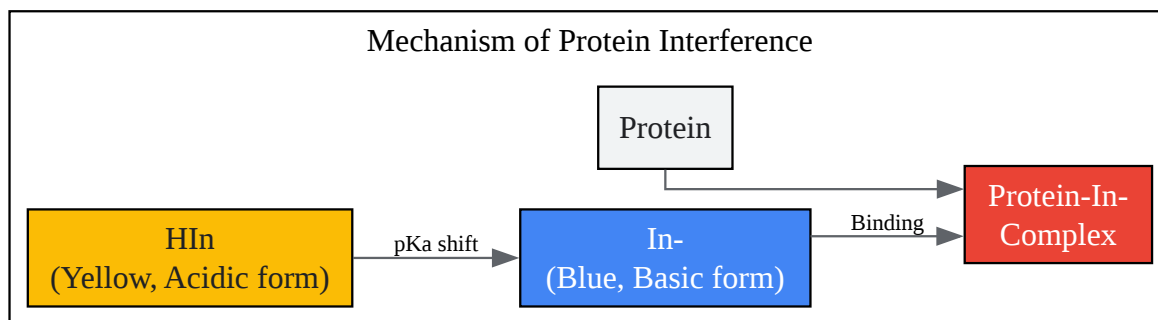 Mechanism of Protein Interference
Protein
HIn
(Yellow, Acidic form)
pKa shift
In-
(Blue, Basic form)
Binding
Protein-In-
Complex